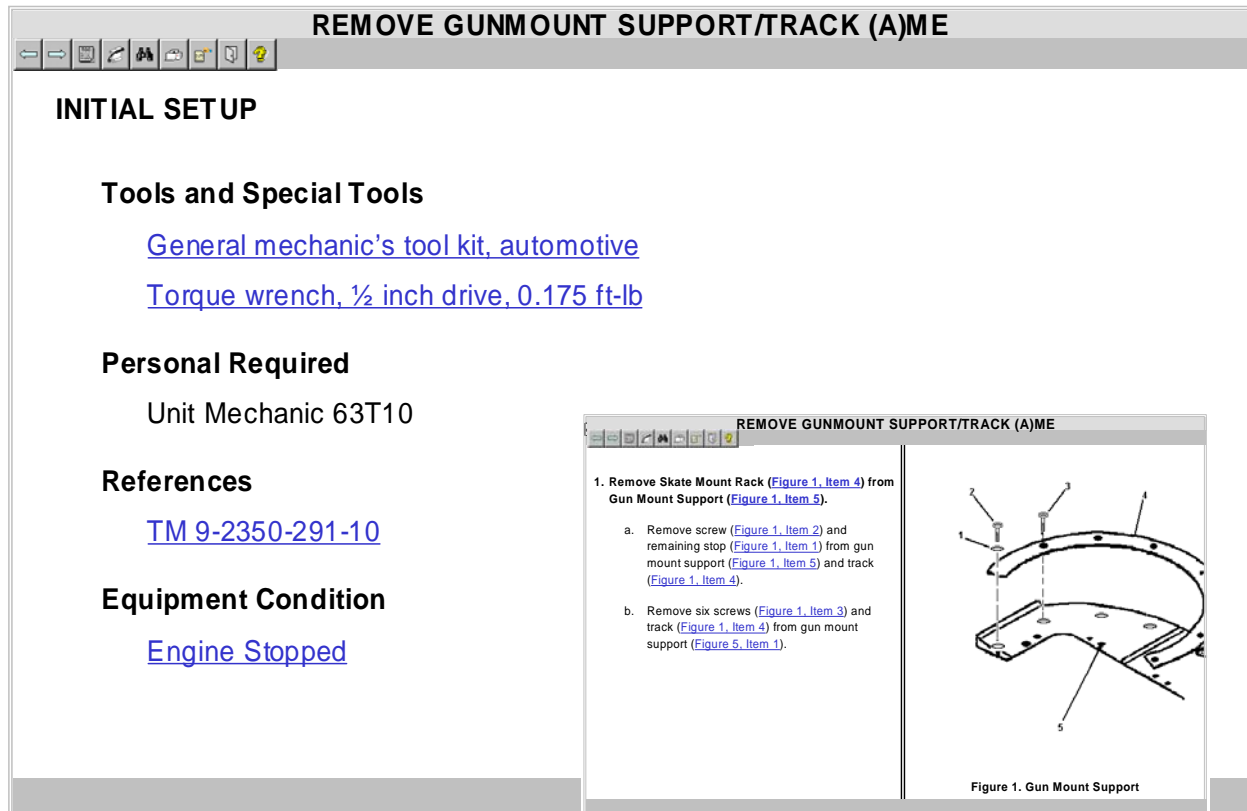 REMOVE GUNMOUNT SUPPORT/TRACK (A)ME
INITIAL SETUP
Tools and Special Tools
General mechanic's tool kit, automotive
Torque wrench, ½ inch drive, 0.175 ft-lb
Personal Required
Unit Mechanic 63T10
References
TM 9-2350-291-10
Equipment Condition
Engine Stopped
REMOVE GUNMOUNT SUPPORT/TRACK (A)ME
1. Remove Skate Mount Rack (Figure 1, Item 4) from
Gun Mount Support (Figure 1, Item 5).
a. Remove screw (Figure 1, Item 2) and
remaining stop (Figure 1, Item 1) from gun
mount support (Figure 1, Item 5) and track
(Figure 1, Item 4).
b. Remove six screws (Figure 1, Item 3) and
track (Figure 1, Item 4) from gun mount
support (Figure 5, Item 1).
2
3
4
1
5
Figure 1. Gun Mount Support